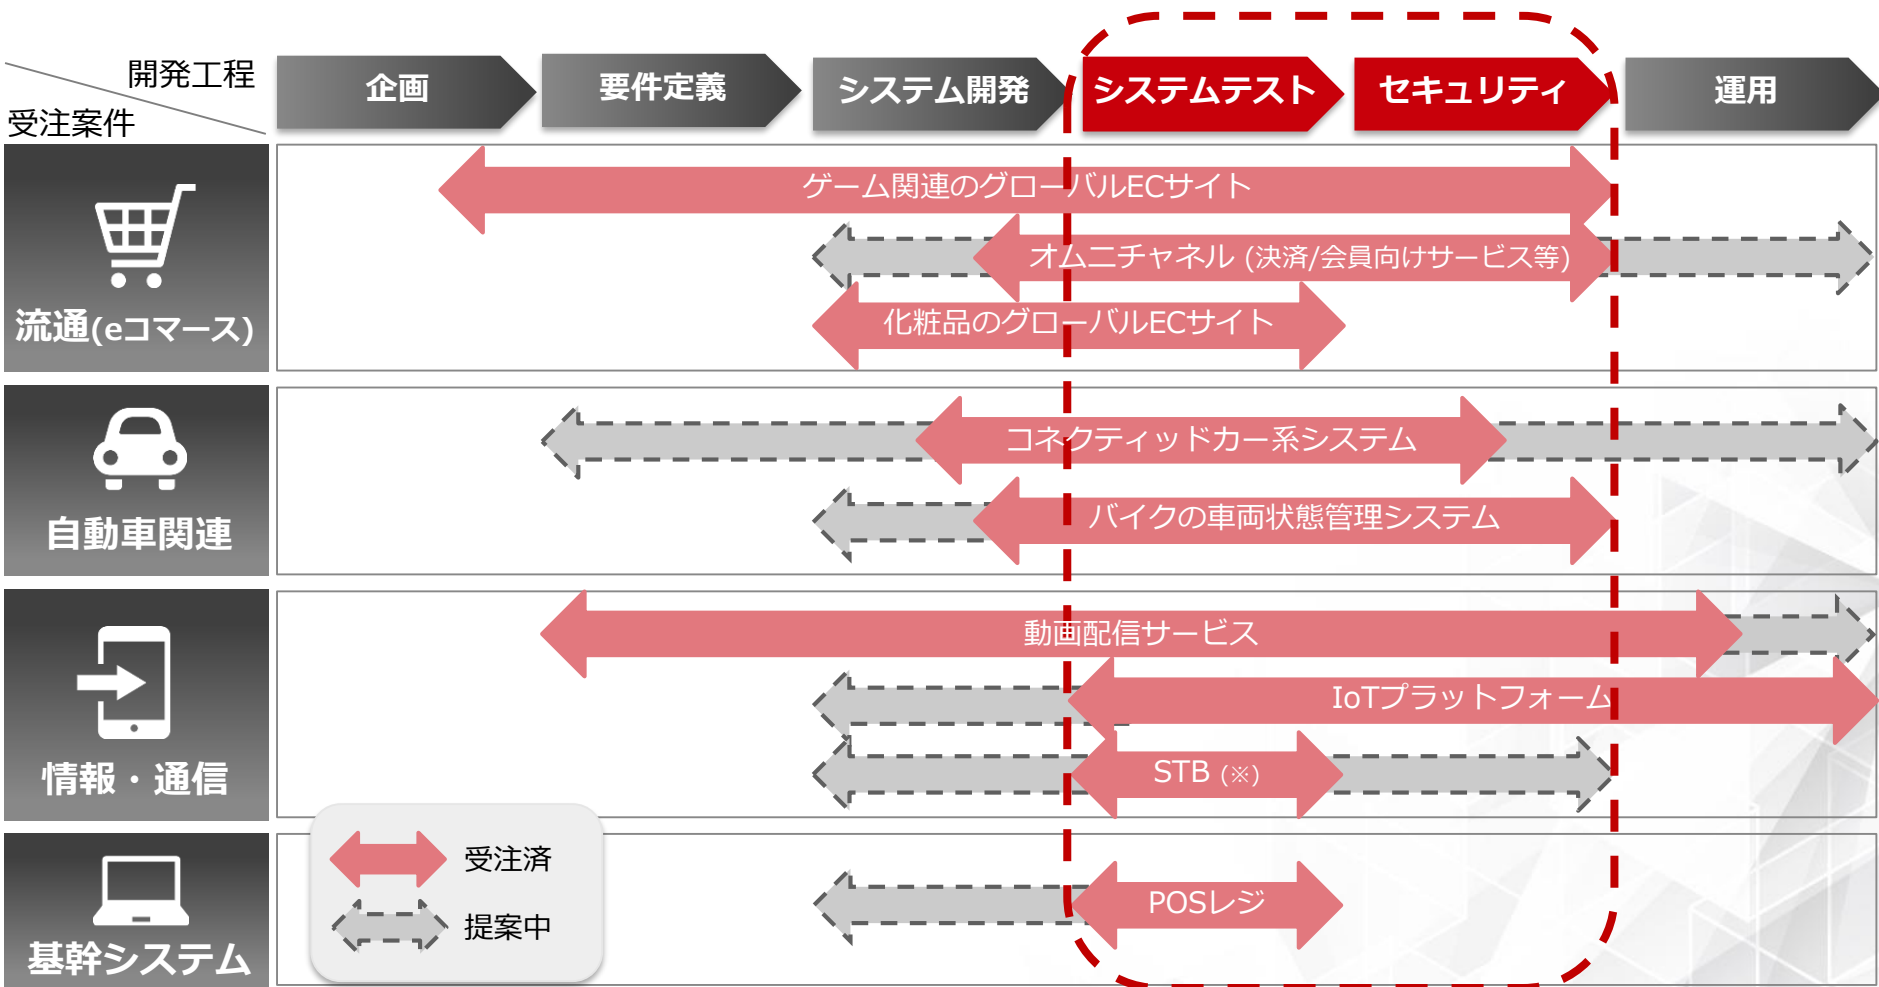 開発工程
受注案件
企画
要件定義
システム開発
システムテスト
セキュリティ
運用
流通(eコマース)
ゲーム関連のグローバルECサイト
オムニチャネル (決済/会員向けサービス等)
化粧品のグローバルECサイト
自動車関連
コネクティッドカー系システム
バイクの車両状態管理システム
情報・通信
動画配信サービス
IoTプラットフォーム
STB (※)
基幹システム
POSレジ
受注済
提案中